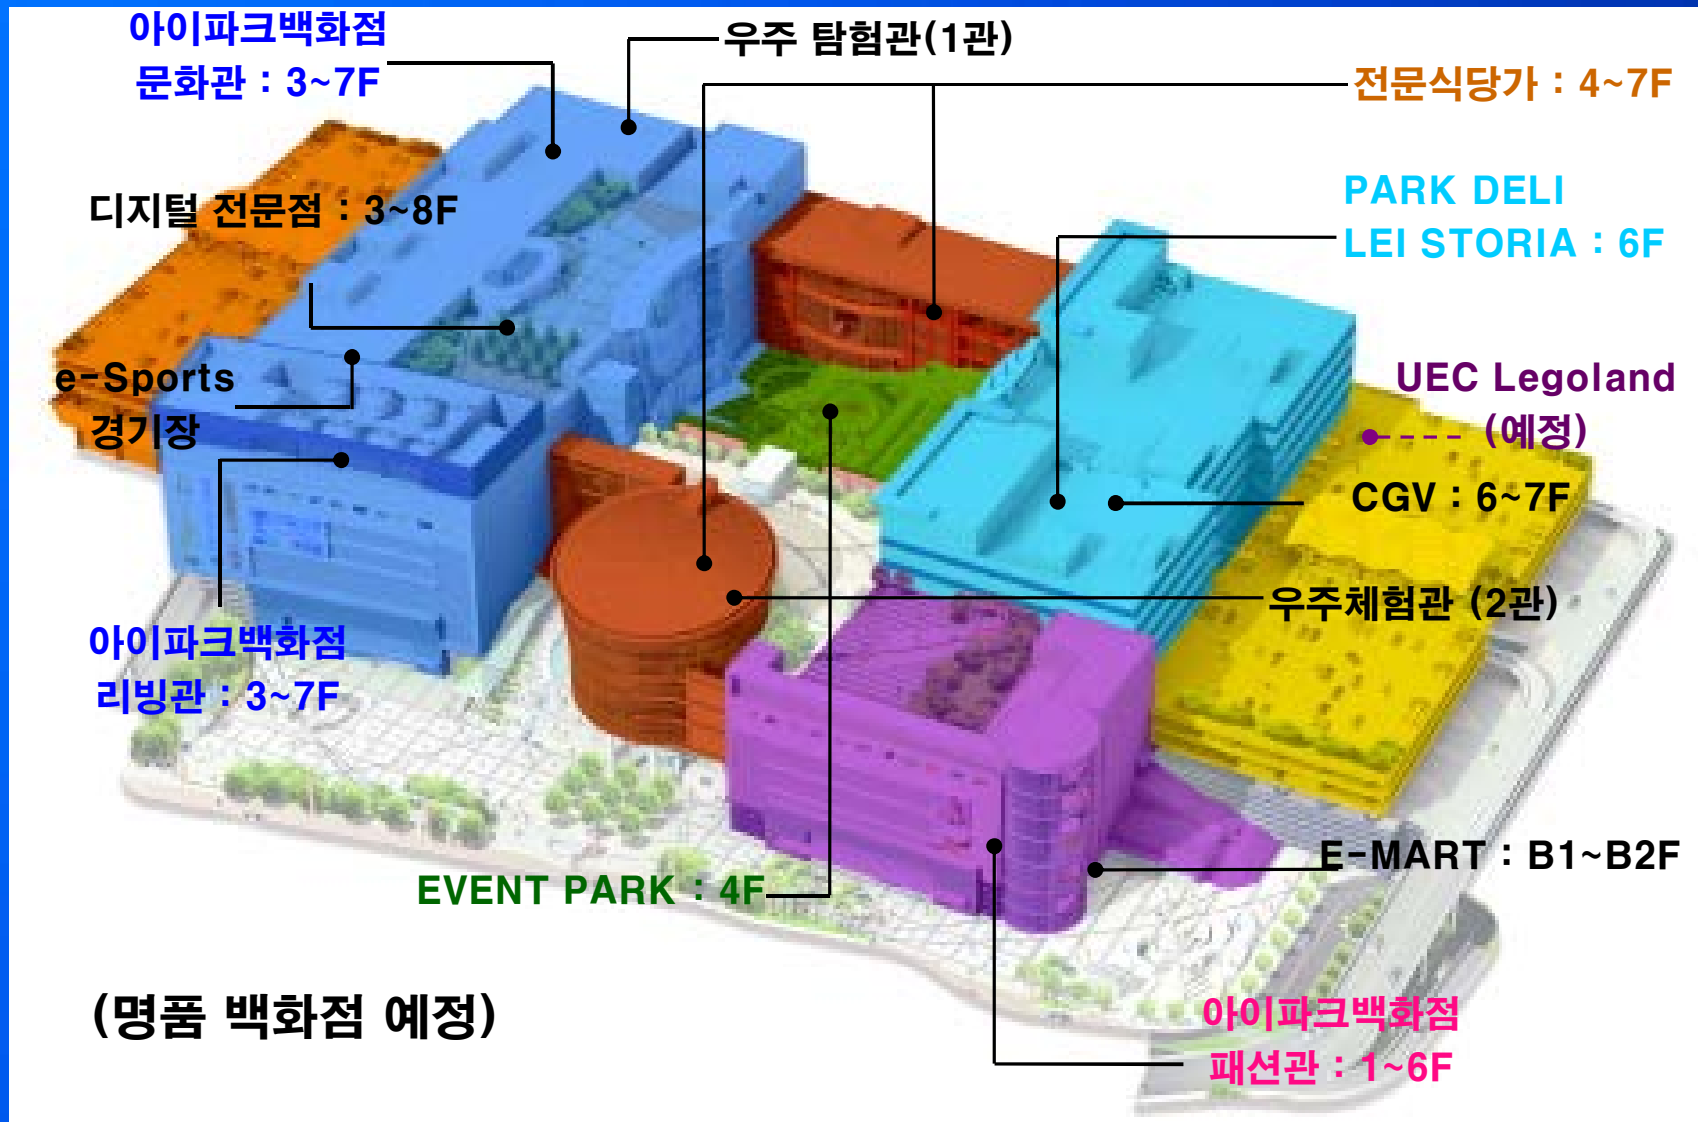 아이파크백화점
문화관 : 3~7F
우주 탐험관(1관)
전문식당가 : 4~7F
디지털 전문점 : 3~8F
PARK DELI
LEI STORIA : 6F
e-Sports
경기장
UEC Legoland
(예정)
CGV : 6~7F
우주체험관 (2관)
아이파크백화점
리빙관 : 3~7F
E-MART : B1~B2F
EVENT PARK : 4F
(명품 백화점 예정)
아이파크백화점
패션관 : 1~6F